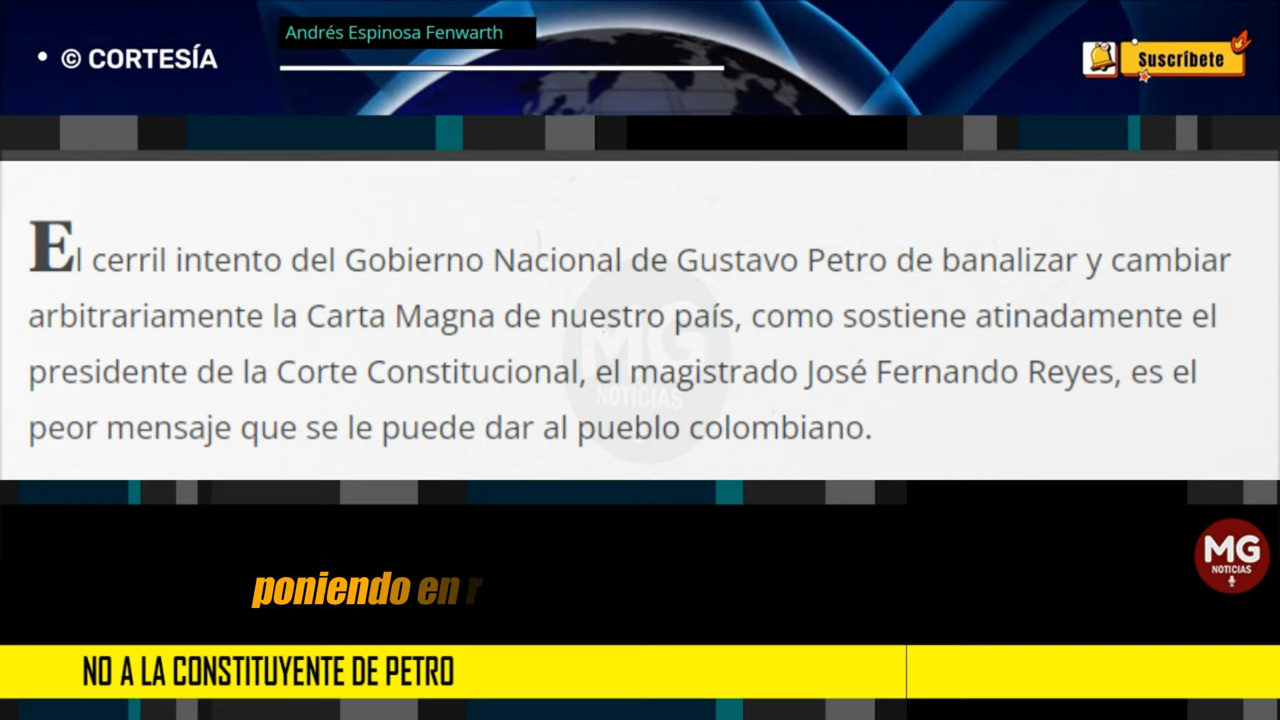 Andrés Espinosa Fenwarth
• © CORTESÍA
Suscríbete
El cerril intento del Gobierno Nacional de Gustavo Petro de banalizar y cambiar
arbitrariamente la Carta Magna de nuestro país, como sostiene atinadamente el
presidente de la Corte Constitucional, el magistrado José Fernando Reyes, es el
peor mensaje que se le puede dar al pueblo colombiano.
MG
NOTICIAS
MG
NOTICIAS
poniendo en r
NO A LA CONSTITUYENTE DE PETRO